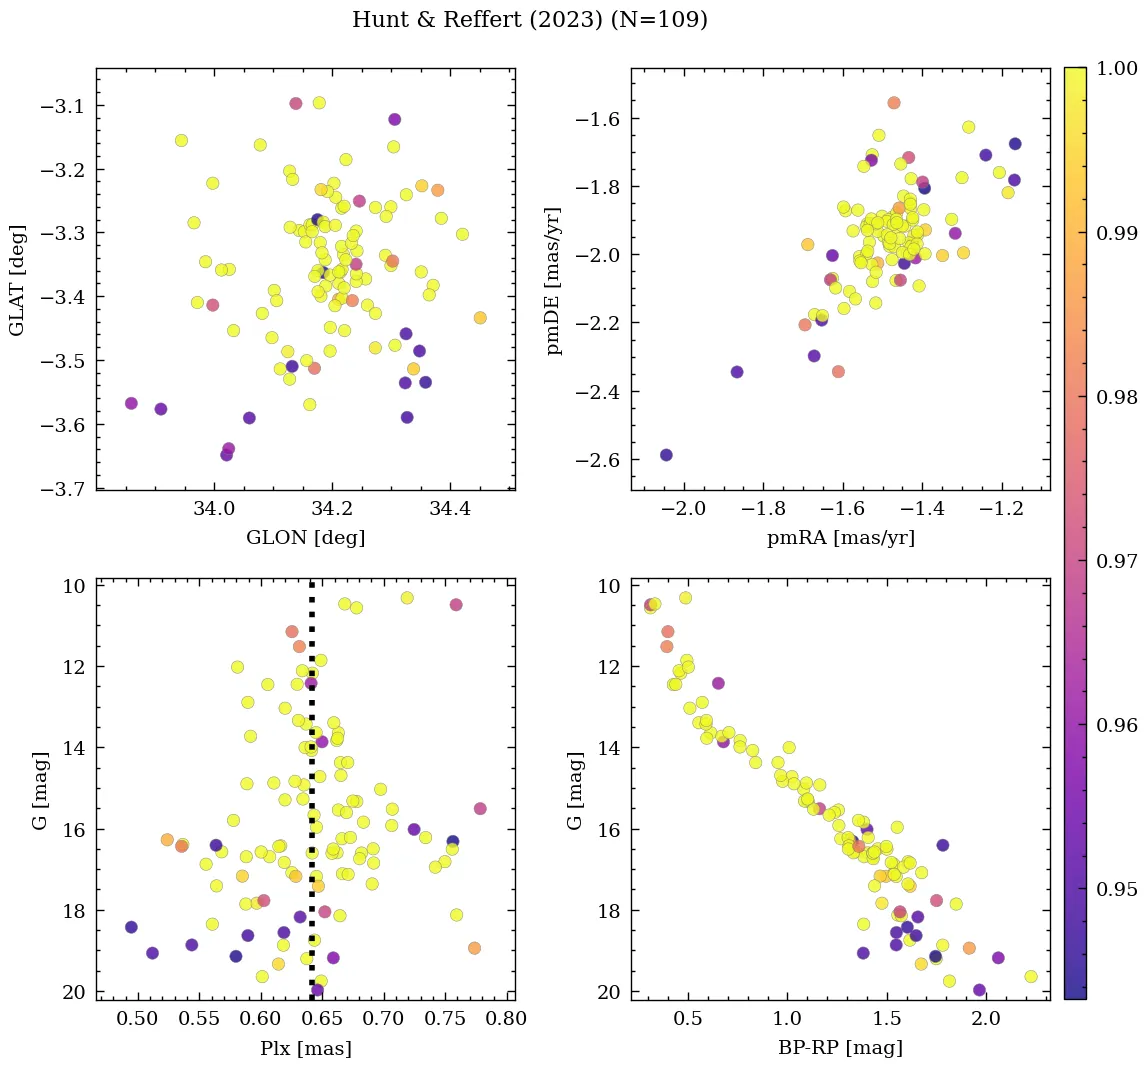 Hunt & Reffert (2023) (N=109)
−3.1
−3.2
−3.3
−3.4
−3.5
−3.6
−3.7
GLAT [deg]
34.0 34.2 34.4
GLON [deg]
−1.6
−1.8
−2.0
−2.2
−2.4
−2.6
pmDE [mas/yr]
−2.0 −1.8 −1.6 −1.4 −1.2
pmRA [mas/yr]
1.00
0.99
0.98
0.97
0.96
0.95
10
12
14
16
18
20
G [mag]
0.50 0.55 0.60 0.65 0.70 0.75 0.80
Plx [mas]
10
12
14
16
18
20
G [mag]
0.5 1.0 1.5 2.0
BP-RP [mag]